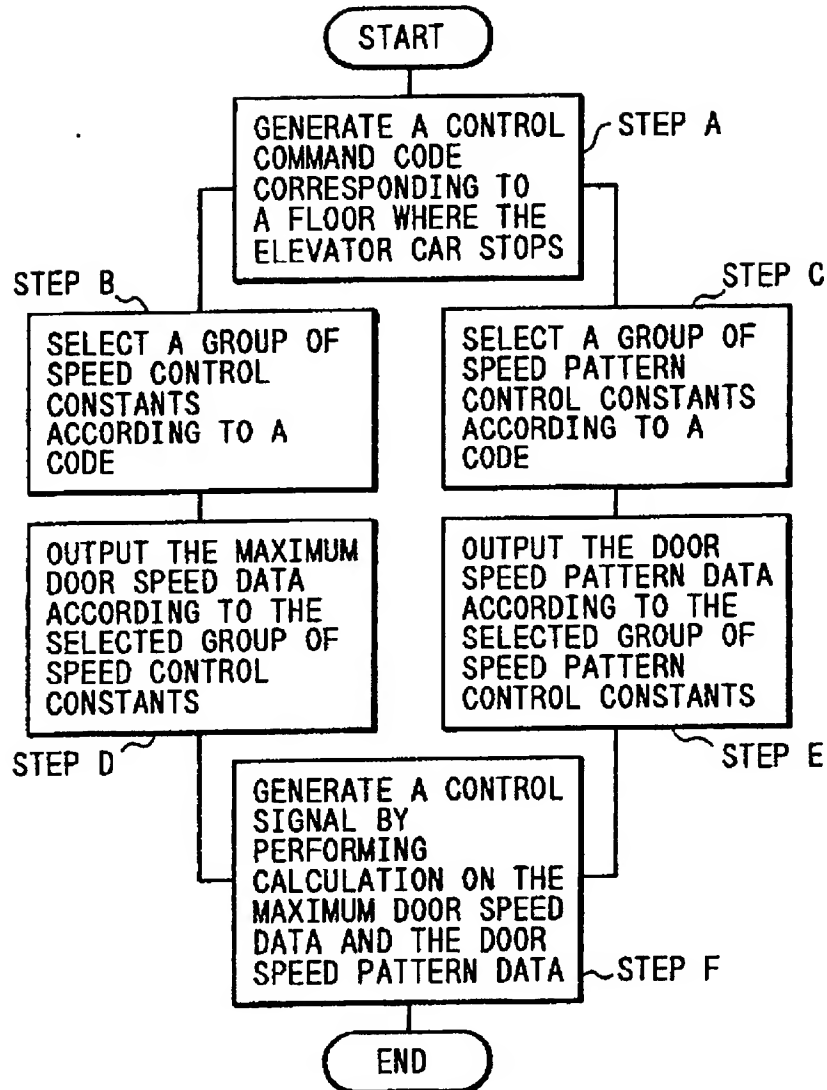 START
GENERATE A CONTROL
COMMAND CODE
CORRESPONDING TO
A FLOOR WHERE THE
ELEVATOR CAR STOPS
STEP A
STEP B
SELECT A GROUP OF
SPEED CONTROL
CONSTANTS
ACCORDING TO A
CODE
STEP C
SELECT A GROUP OF
SPEED PATTERN
CONTROL CONSTANTS
ACCORDING TO A
CODE
OUTPUT THE MAXIMUM
DOOR SPEED DATA
ACCORDING TO THE
SELECTED GROUP OF
SPEED CONTROL
CONSTANTS
STEP D
OUTPUT THE DOOR
SPEED PATTERN DATA
ACCORDING TO THE
SELECTED GROUP OF
SPEED PATTERN
CONTROL CONSTANTS
STEP E
GENERATE A CONTROL
SIGNAL BY
PERFORMING
CALCULATION ON THE
MAXIMUM DOOR SPEED
DATA AND THE DOOR
SPEED PATTERN DATA
STEP F
END